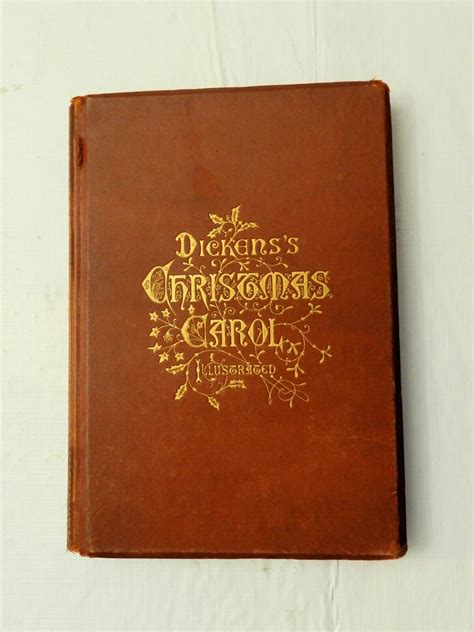 Dickens's
Christmas
Carol
Illustrated